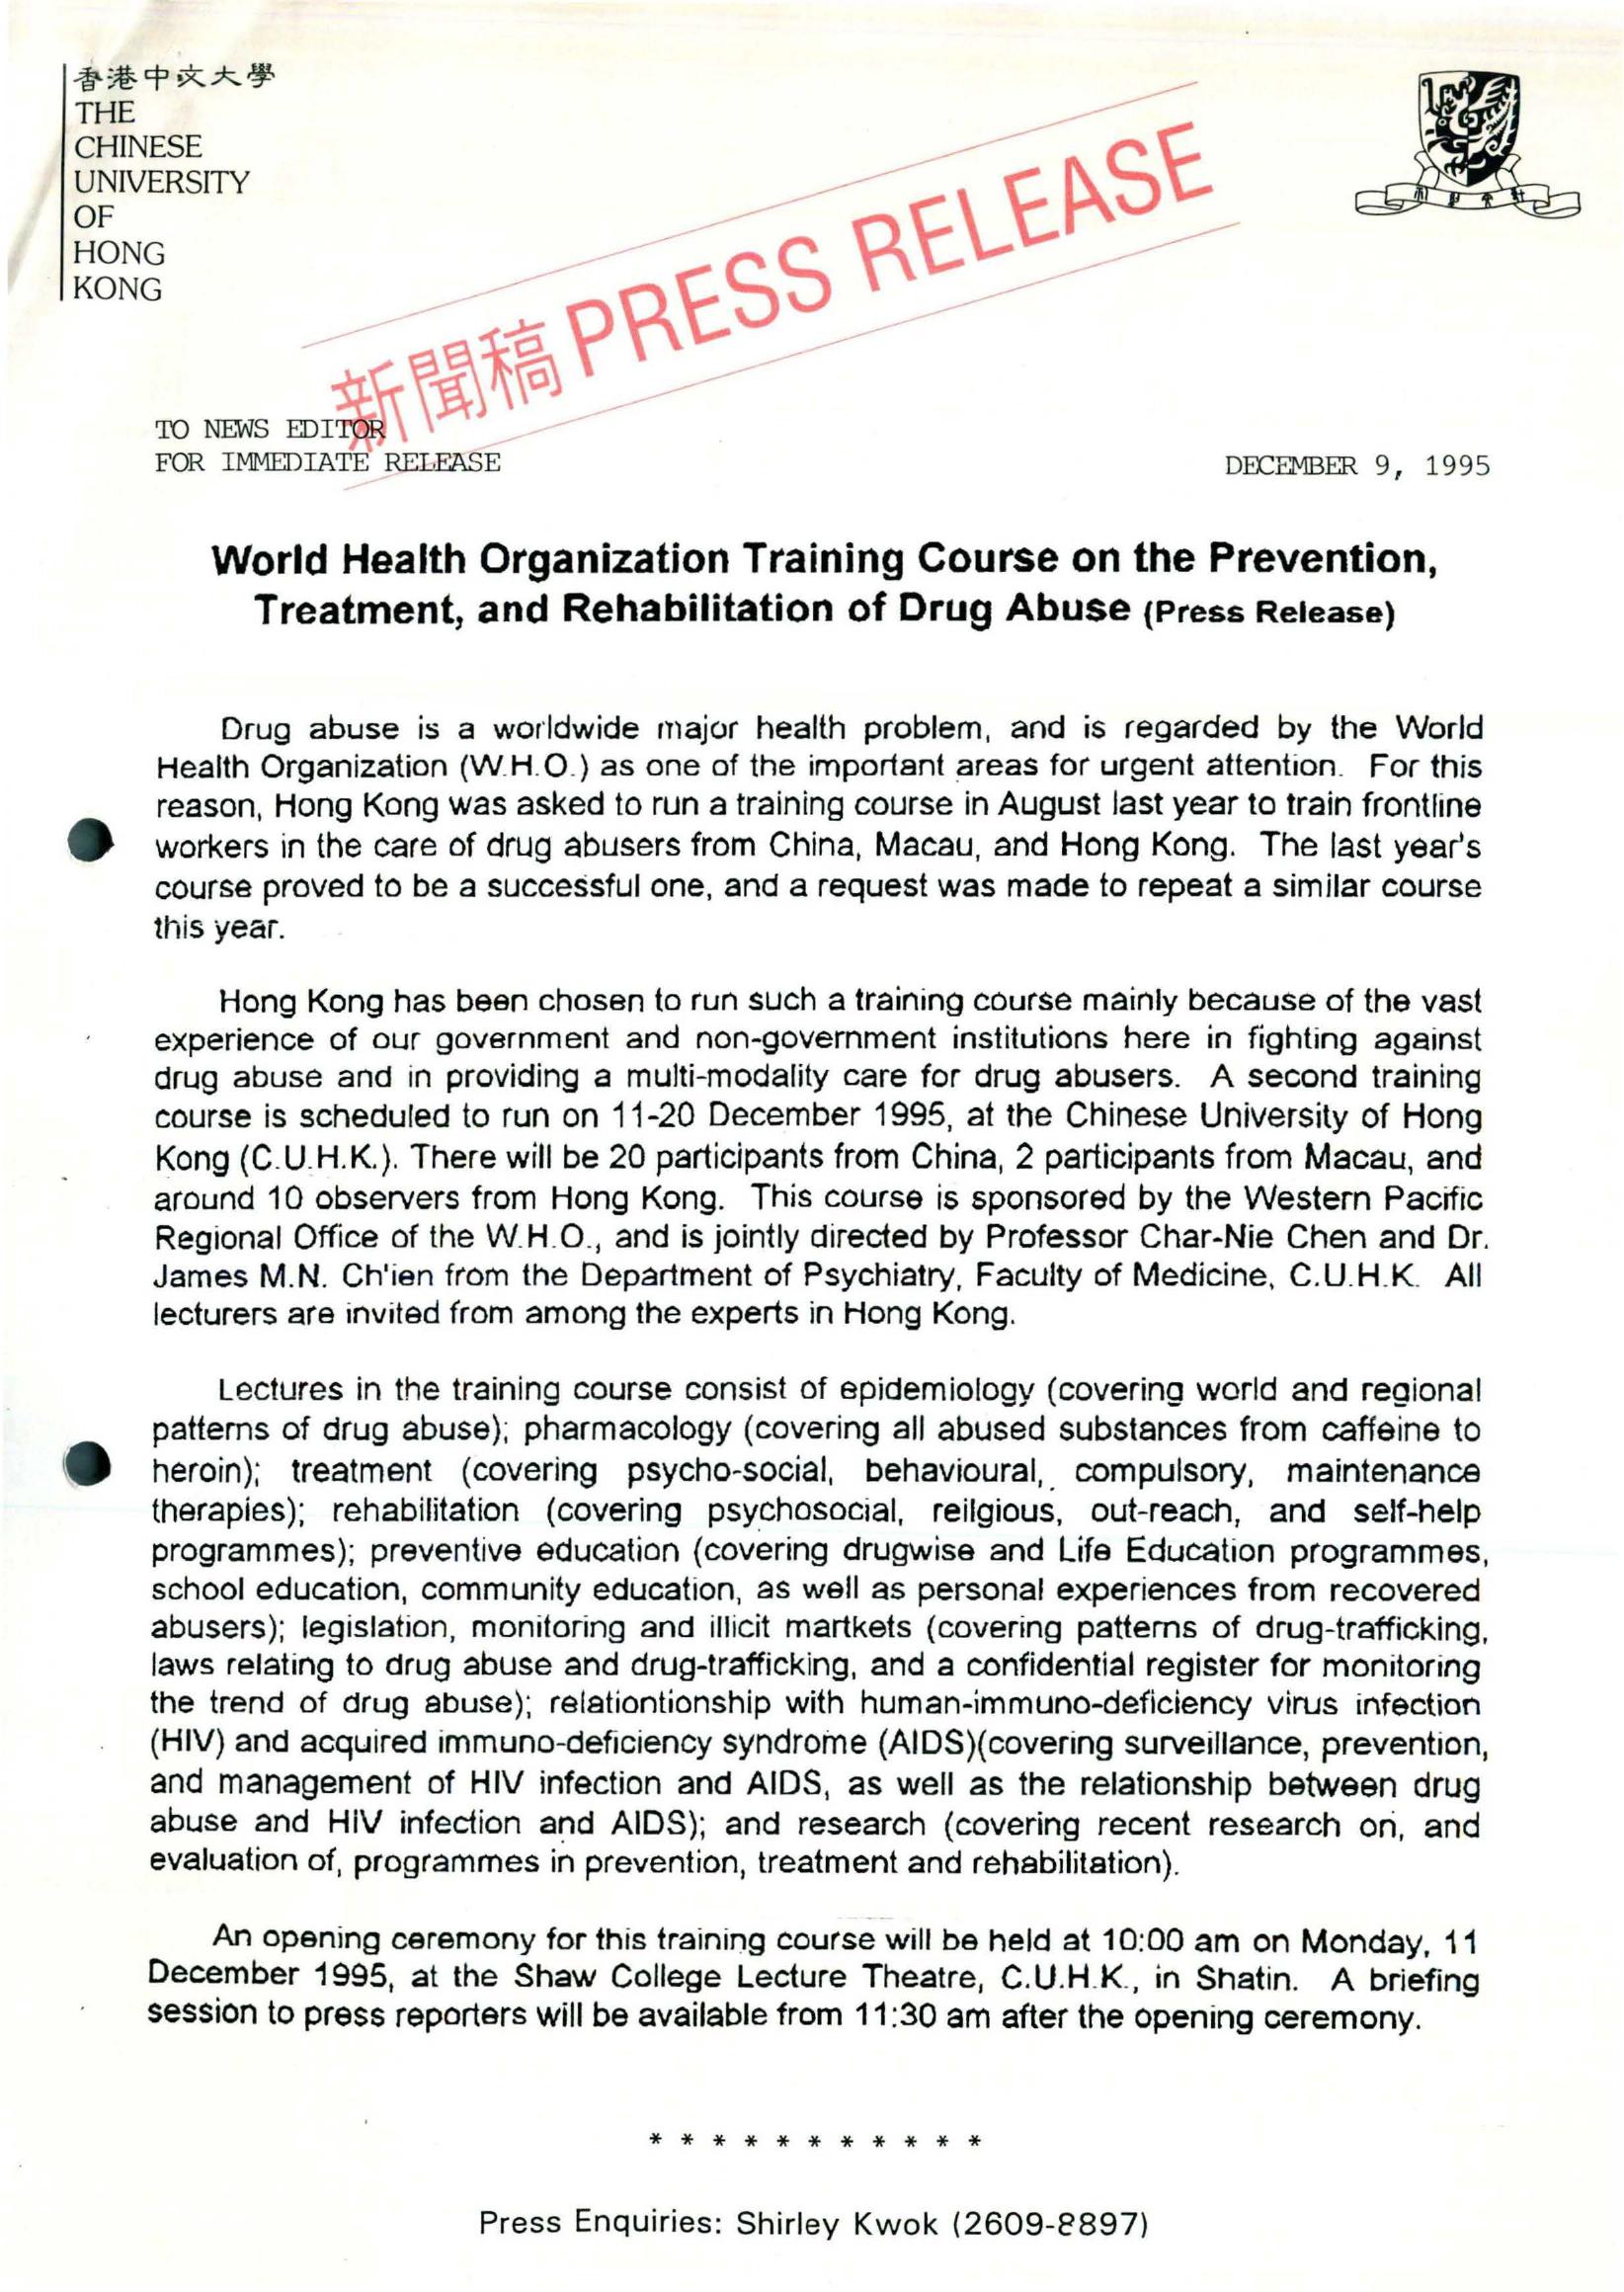 香港中文大學
THE
CHINESE
UNIVERSITY
OF
HONG
KONG
新聞稿 PRESS RELEASE
TO NEWS EDITOR
FOR IMMEDIATE RELEASE
DECEMBER 9, 1995
World Health Organization Training Course on the Prevention,
Treatment, and Rehabilitation of Drug Abuse (Press Release)
Drug abuse is a worldwide major health problem, and is regarded by the World
Health Organization (W.H.O.) as one of the important areas for urgent attention. For this
reason, Hong Kong was asked to run a training course in August last year to train frontline
workers in the care of drug abusers from China, Macau, and Hong Kong. The last year's
course proved to be a successful one, and a request was made to repeat a similar course
this year.
Hong Kong has been chosen to run such a training course mainly because of the vast
experience of our government and non-government institutions here in fighting against
drug abuse and in providing a multi-modality care for drug abusers. A second training
course is scheduled to run on 11-20 December 1995, at the Chinese University of Hong
Kong (C.U.H.K.). There will be 20 participants from China, 2 participants from Macau, and
around 10 observers from Hong Kong. This course is sponsored by the Western Pacific
Regional Office of the W.H.O., and is jointly directed by Professor Char-Nie Chen and Dr.
James M.N. Ch'ien from the Department of Psychiatry, Faculty of Medicine, C.U.H.K. All
lecturers are invited from among the experts in Hong Kong.
Lectures in the training course consist of epidemiology (covering world and regional
patterns of drug abuse); pharmacology (covering all abused substances from caffeine to
heroin); treatment (covering psycho-social, behavioural, compulsory, maintenance
therapies); rehabilitation (covering psychosocial, reilgious, out-reach, and self-help
programmes); preventive education (covering drugwise and Life Education programmes,
school education, community education, as well as personal experiences from recovered
abusers); legislation, monitoring and illicit martkets (covering patterns of drug-trafficking,
laws relating to drug abuse and drug-trafficking, and a confidential register for monitoring
the trend of drug abuse); relationtionship with human-immuno-deficiency virus infection
(HIV) and acquired immuno-deficiency syndrome (AIDS)(covering surveillance, prevention,
and management of HIV infection and AIDS, as well as the relationship between drug
abuse and HIV infection and AIDS); and research (covering recent research on, and
evaluation of, programmes in prevention, treatment and rehabilitation).
An opening ceremony for this training course will be held at 10:00 am on Monday, 11
December 1995, at the Shaw College Lecture Theatre, C.U.H.K., in Shatin. A briefing
session to press reporters will be available from 11:30 am after the opening ceremony.
* * * * * * * * * * *
Press Enquiries: Shirley Kwok (2609-8897)